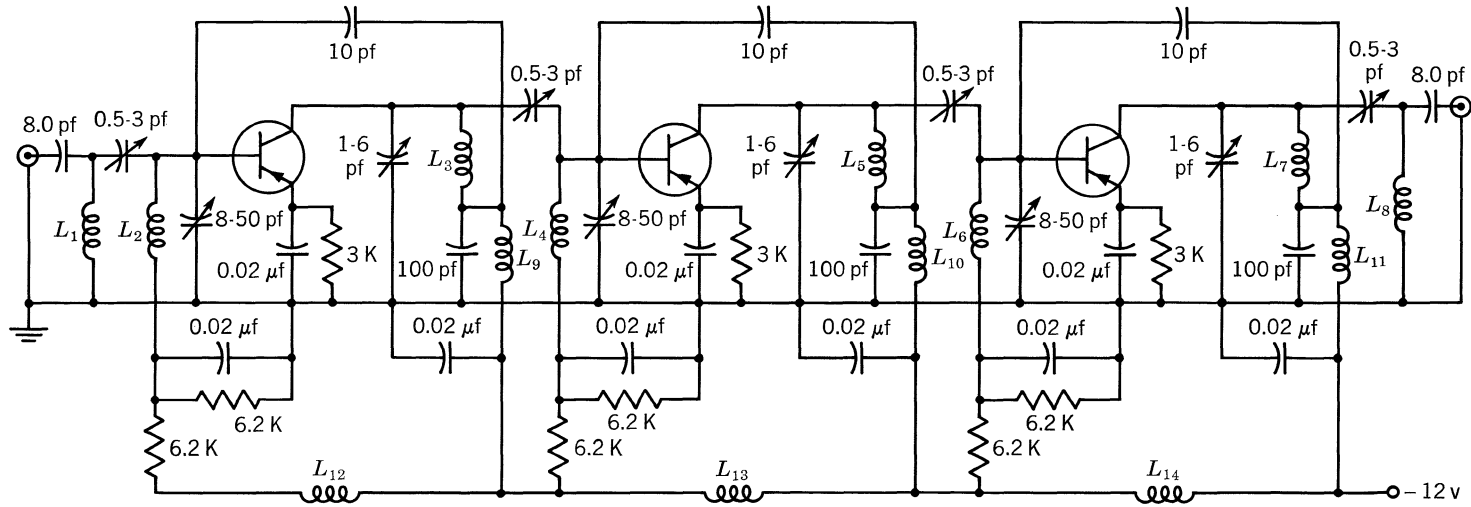 10 pf
10 pf
10 pf
0.5-3 pf
0.5-3 pf
0.5-3
pf
8.0 pf
8.0 pf
0.5-3 pf
1-6
pf
L3
1-6
pf
L5
1-6
pf
L7
L1
L2
8-50 pf
L4
8-50 pf
L6
8-50 pf
L8
0.02 μf
3 K
100 pf
L9
0.02 μf
3 K
100 pf
L10
0.02 μf
3 K
100 pf
L11
0.02 μf
0.02 μf
0.02 μf
0.02 μf
0.02 μf
0.02 μf
6.2 K
6.2 K
6.2 K
6.2 K
6.2 K
6.2 K
L12
L13
L14
- 12 v